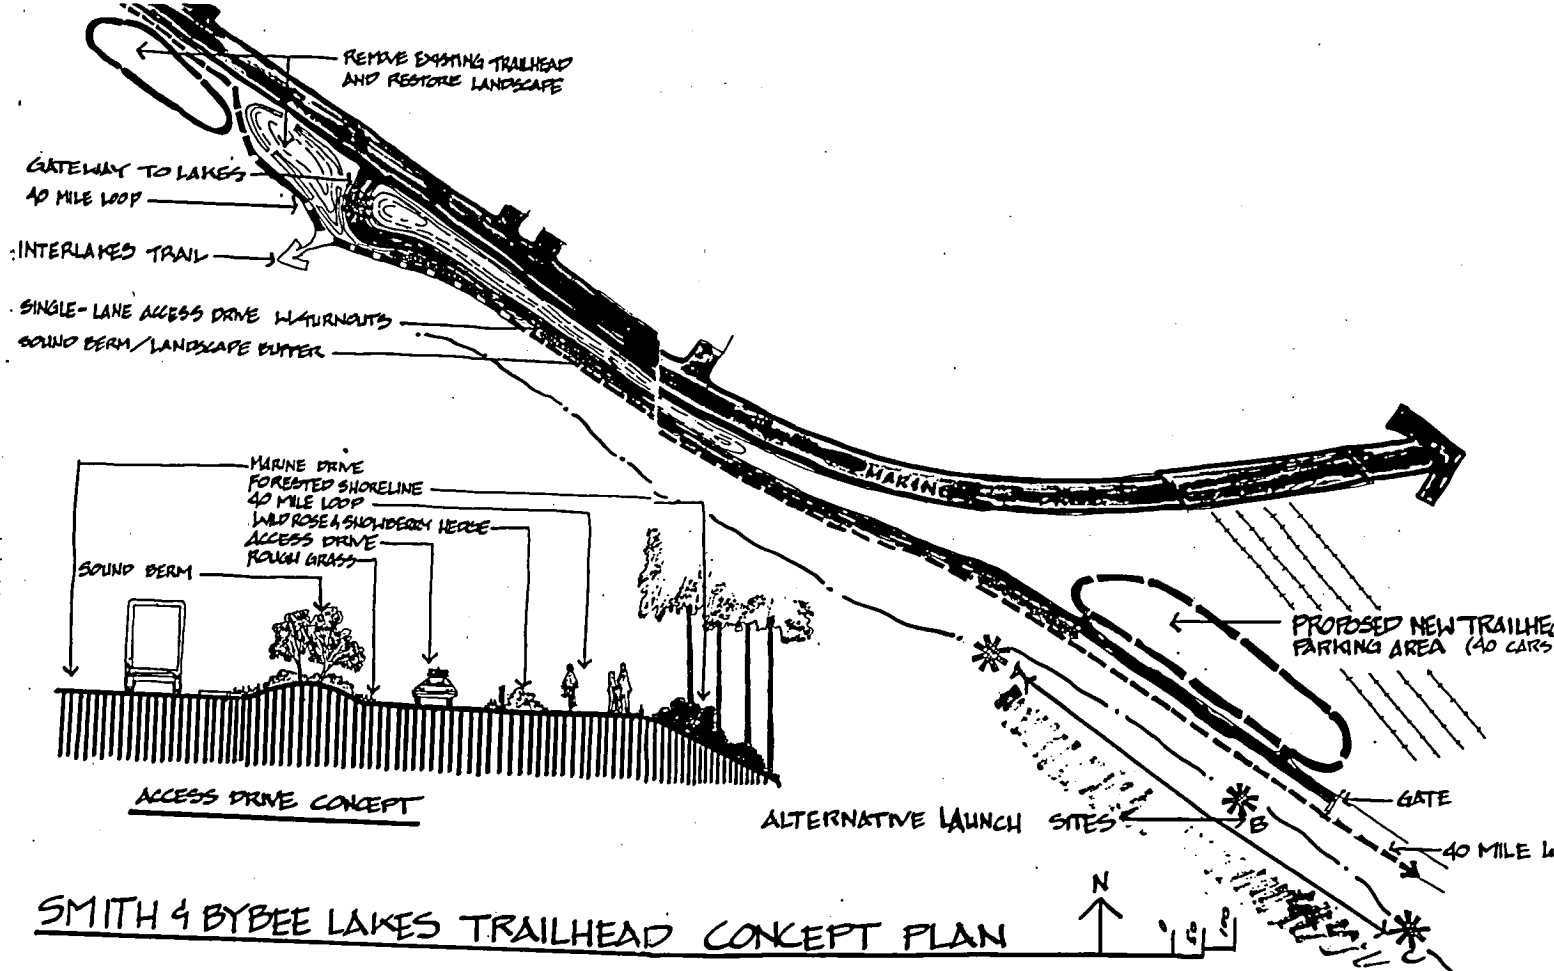 REMOVE EXISTING TRAILHEAD
AND RESTORE LANDSCAPE
GATEWAY TO LAKES
40 MILE LOOP
INTERLAKES TRAIL
SINGLE-LANE ACCESS DRIVE W/TURNOUTS
SOUND BERM/LANDSCAPE BUFFER
MARINE DRIVE
FORESTED SHORELINE
40 MILE LOOP
WILD ROSE & SNOWBERRY HEDGE
ACCESS DRIVE
ROUGH GRASS
SOUND BERM
MARINE
PROPOSED NEW TRAILHE
PARKING AREA (40 CARS
GATE
ALTERNATIVE LAUNCH SITES
B
40 MILE L
ACCESS DRIVE CONCEPT
SMITH & BYBEE LAKES TRAILHEAD CONCEPT PLAN
N
0
50
100
C